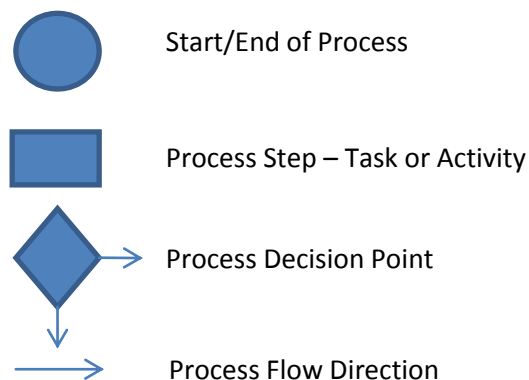 Start/End of Process
Process Step – Task or Activity
Process Decision Point
Process Flow Direction